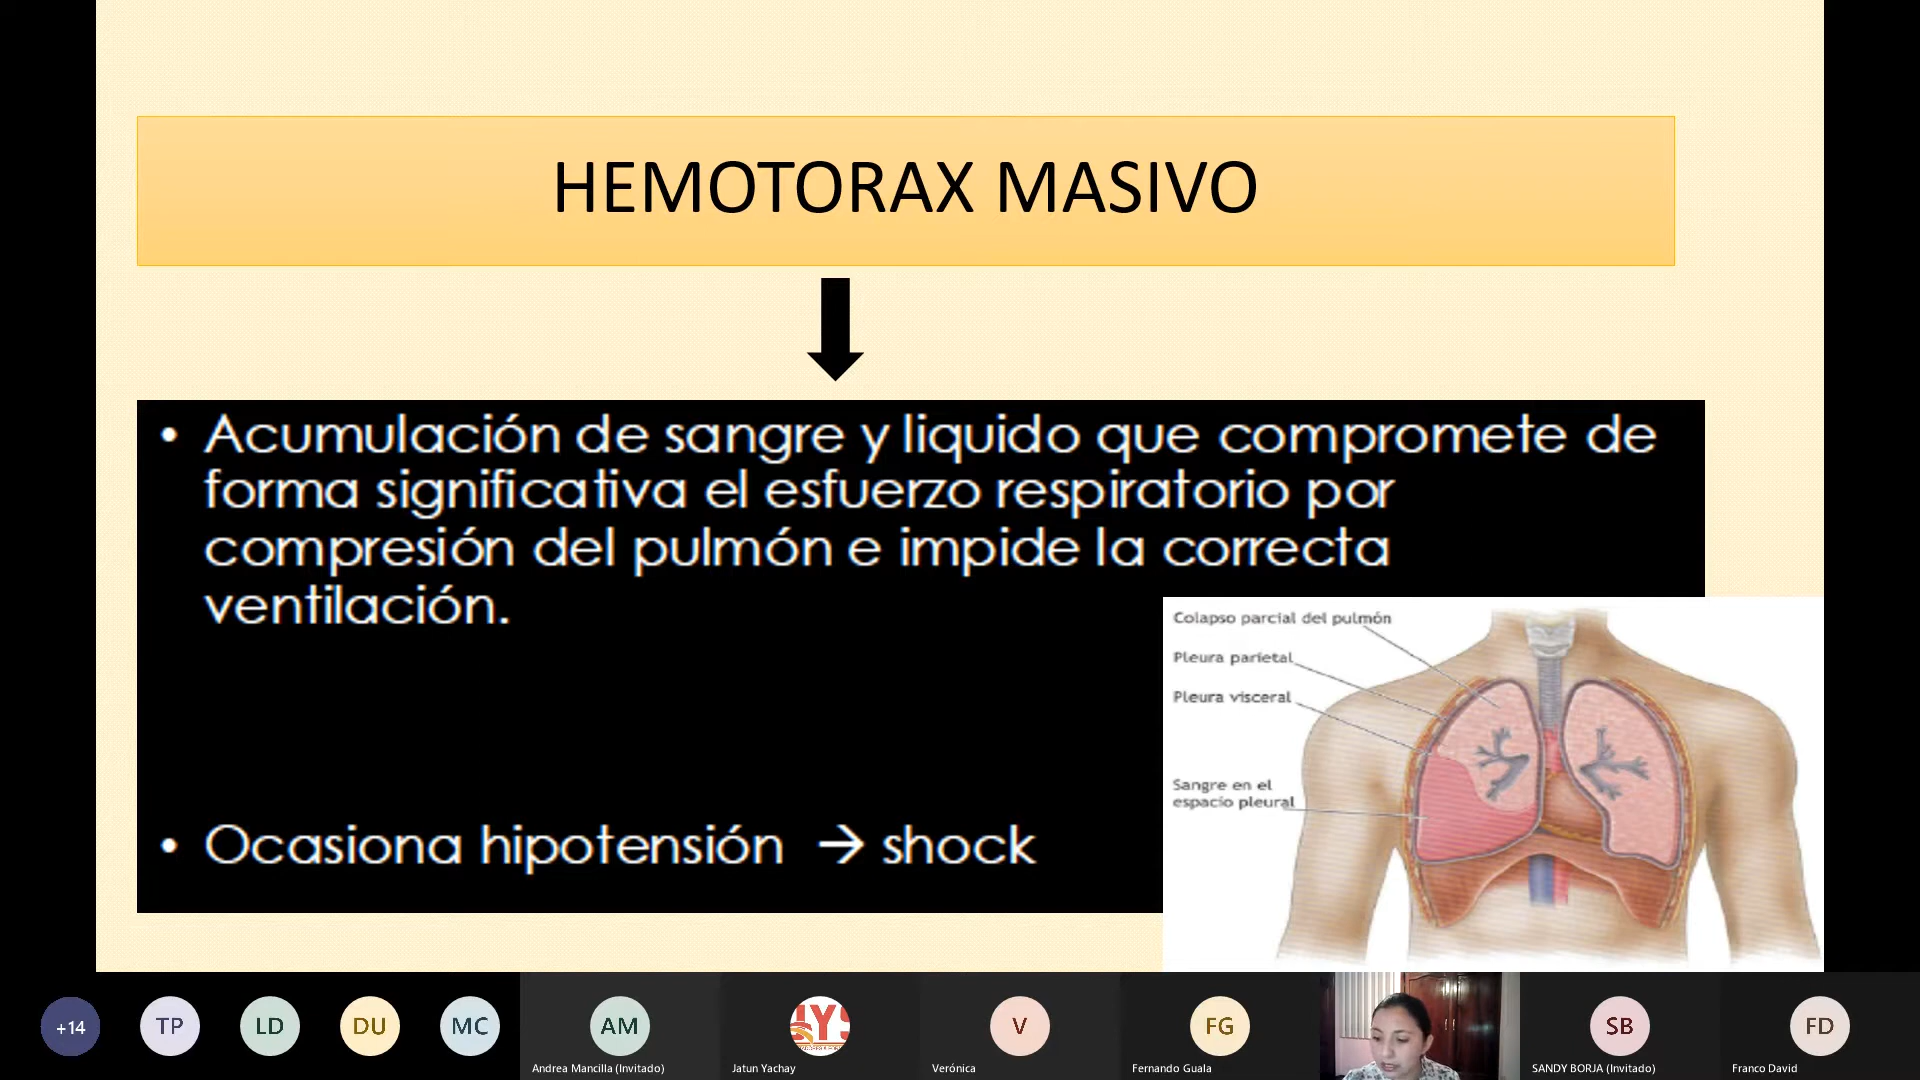 HEMOTORAX MASIVO
• Acumulación de sangre y liquido que compromete de
forma significativa el esfuerzo respiratorio por
compresión del pulmón e impide la correcta
ventilación.
Colapso parcial del pulmón
Pleura parietal
Pleura visceral
Sangre en el
espacio pleural
• Ocasiona hipotensión → shock
+14
TP
LD
DU
MC
AM
V
FG
SB
FD
Andrea Mancilla (Invitado)
Jatun Yachay
Verónica
Fernando Guala
SANDY BORJA (Invitado)
Franco David